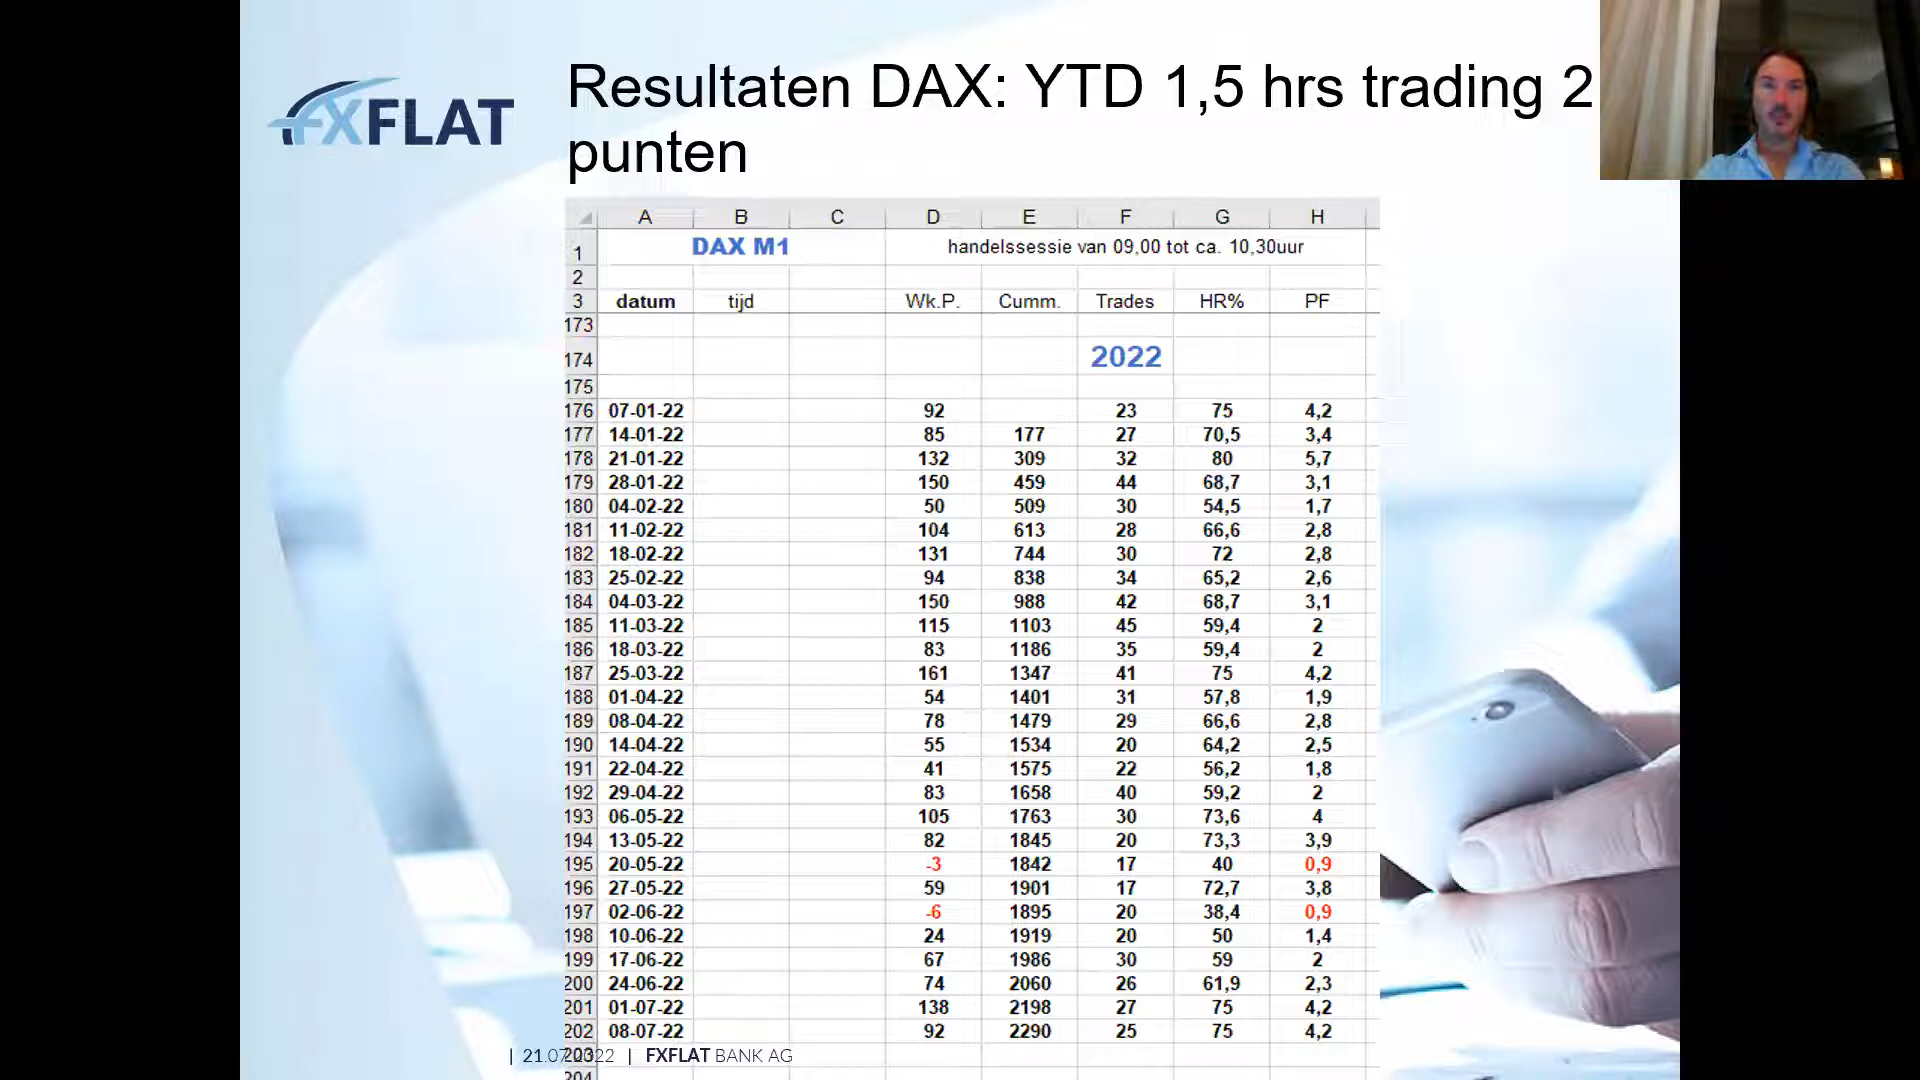 FXFLAT
Resultaten DAX: YTD 1,5 hrs trading 2
punten
A B C D E F G H
1 DAX M1 handelssessie van 09,00 tot ca. 10,30uur
2
3 datum tijd Wk.P. Cumm. Trades HR% PF
173
174 2022
175
176 07-01-22 92 23 75 4,2
177 14-01-22 85 177 27 70,5 3,4
178 21-01-22 132 309 32 80 5,7
179 28-01-22 150 459 44 68,7 3,1
180 04-02-22 50 509 30 54,5 1,7
181 11-02-22 104 613 28 66,6 2,8
182 18-02-22 131 744 30 72 2,8
183 25-02-22 94 838 34 65,2 2,6
184 04-03-22 150 988 42 68,7 3,1
185 11-03-22 115 1103 45 59,4 2
186 18-03-22 83 1186 35 59,4 2
187 25-03-22 161 1347 41 75 4,2
188 01-04-22 54 1401 31 57,8 1,9
189 08-04-22 78 1479 29 66,6 2,8
190 14-04-22 55 1534 20 64,2 2,5
191 22-04-22 41 1575 22 56,2 1,8
192 29-04-22 83 1658 40 59,2 2
193 06-05-22 105 1763 30 73,6 4
194 13-05-22 82 1845 20 73,3 3,9
195 20-05-22 -3 1842 17 40 0,9
196 27-05-22 59 1901 17 72,7 3,8
197 02-06-22 -6 1895 20 38,4 0,9
198 10-06-22 24 1919 20 50 1,4
199 17-06-22 67 1986 30 59 2
200 24-06-22 74 2060 26 61,9 2,3
201 01-07-22 138 2198 27 75 4,2
202 08-07-22 92 2290 25 75 4,2
203
| 21.07.2022 | FXFLAT BANK AG
204